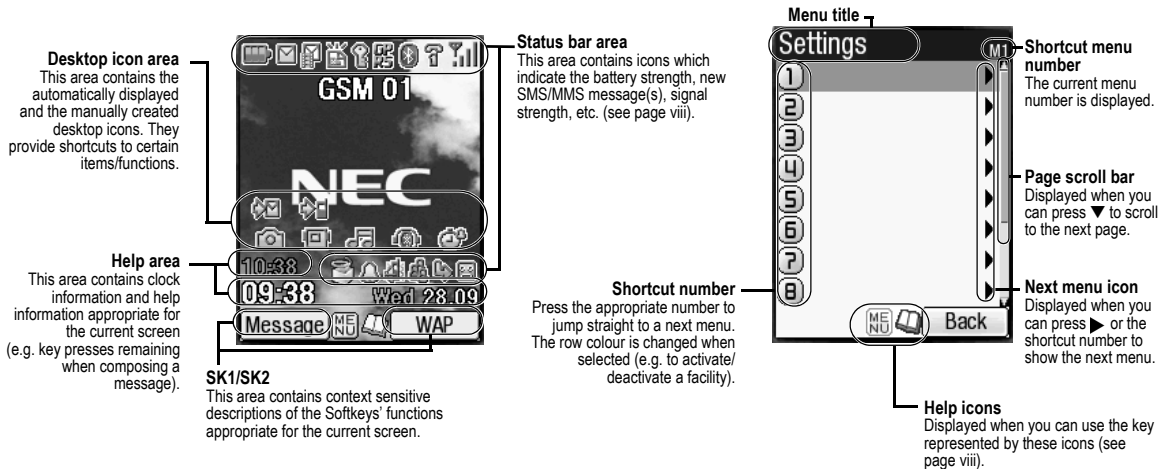 Desktop icon area
This area contains the
automatically displayed
and the manually created
desktop icons. They
provide shortcuts to certain
items/functions.
Help area
This area contains clock
information and help
information appropriate for
the current screen
(e.g. key presses remaining
when composing a
message).
GP
RS
GSM 01
NEC
10:38
09:38
Wed 28.09
Message
ME
NU
WAP
SK1/SK2
This area contains context sensitive
descriptions of the Softkeys' functions
appropriate for the current screen.
Status bar area
This area contains icons which
indicate the battery strength, new
SMS/MMS message(s), signal
strength, etc. (see page viii).
Shortcut number
Press the appropriate number to
jump straight to a next menu.
The row colour is changed when
selected (e.g. to activate/
deactivate a facility).
Menu title
Settings
M1
1
2
3
4
5
6
7
8
ME
NU
Back
Shortcut menu
number
The current menu
number is displayed.
Page scroll bar
Displayed when you
can press ▼ to scroll
to the next page.
Next menu icon
Displayed when you
can press ▶ or the
shortcut number to
show the next menu.
Help icons
Displayed when you can use the key
represented by these icons (see
page viii).